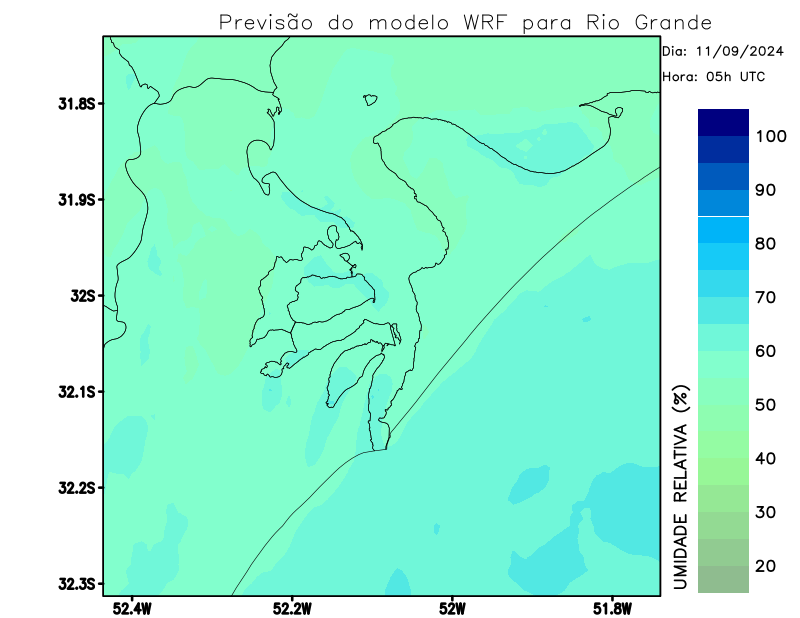 Previsão do modelo WRF para Rio Grande
Dia: 11/09/2024
Hora: 05h UTC
31.8S
31.9S
32S
32.1S
32.2S
32.3S
52.4W
52.2W
52W
51.8W
100
90
80
70
60
50
40
30
20
UMIDADE RELATIVA (%)